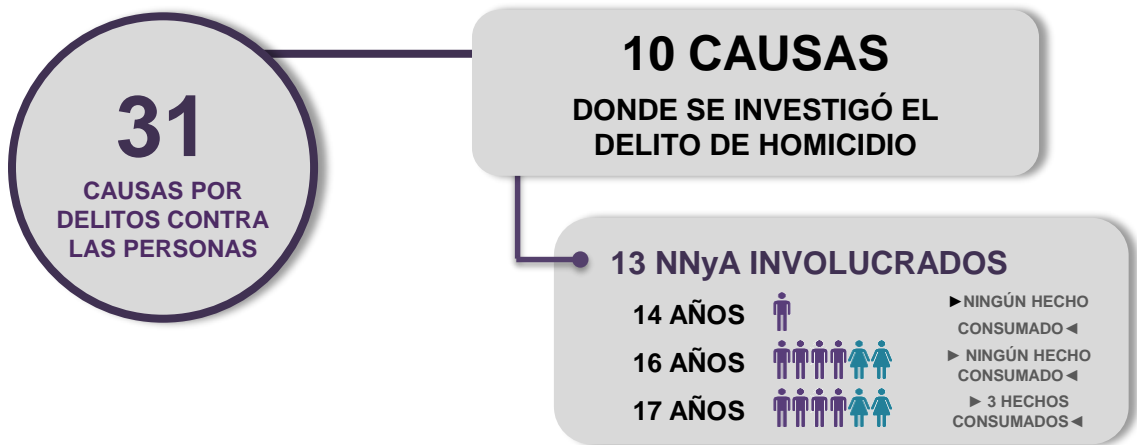 31
CAUSAS POR
DELITOS CONTRA
LAS PERSONAS
10 CAUSAS
DONDE SE INVESTIGÓ EL
DELITO DE HOMICIDIO
13 NNyA INVOLUCRADOS
14 AÑOS
►NINGÚN HECHO
CONSUMADO◄
16 AÑOS
► NINGÚN HECHO
CONSUMADO◄
17 AÑOS
► 3 HECHOS
CONSUMADOS◄